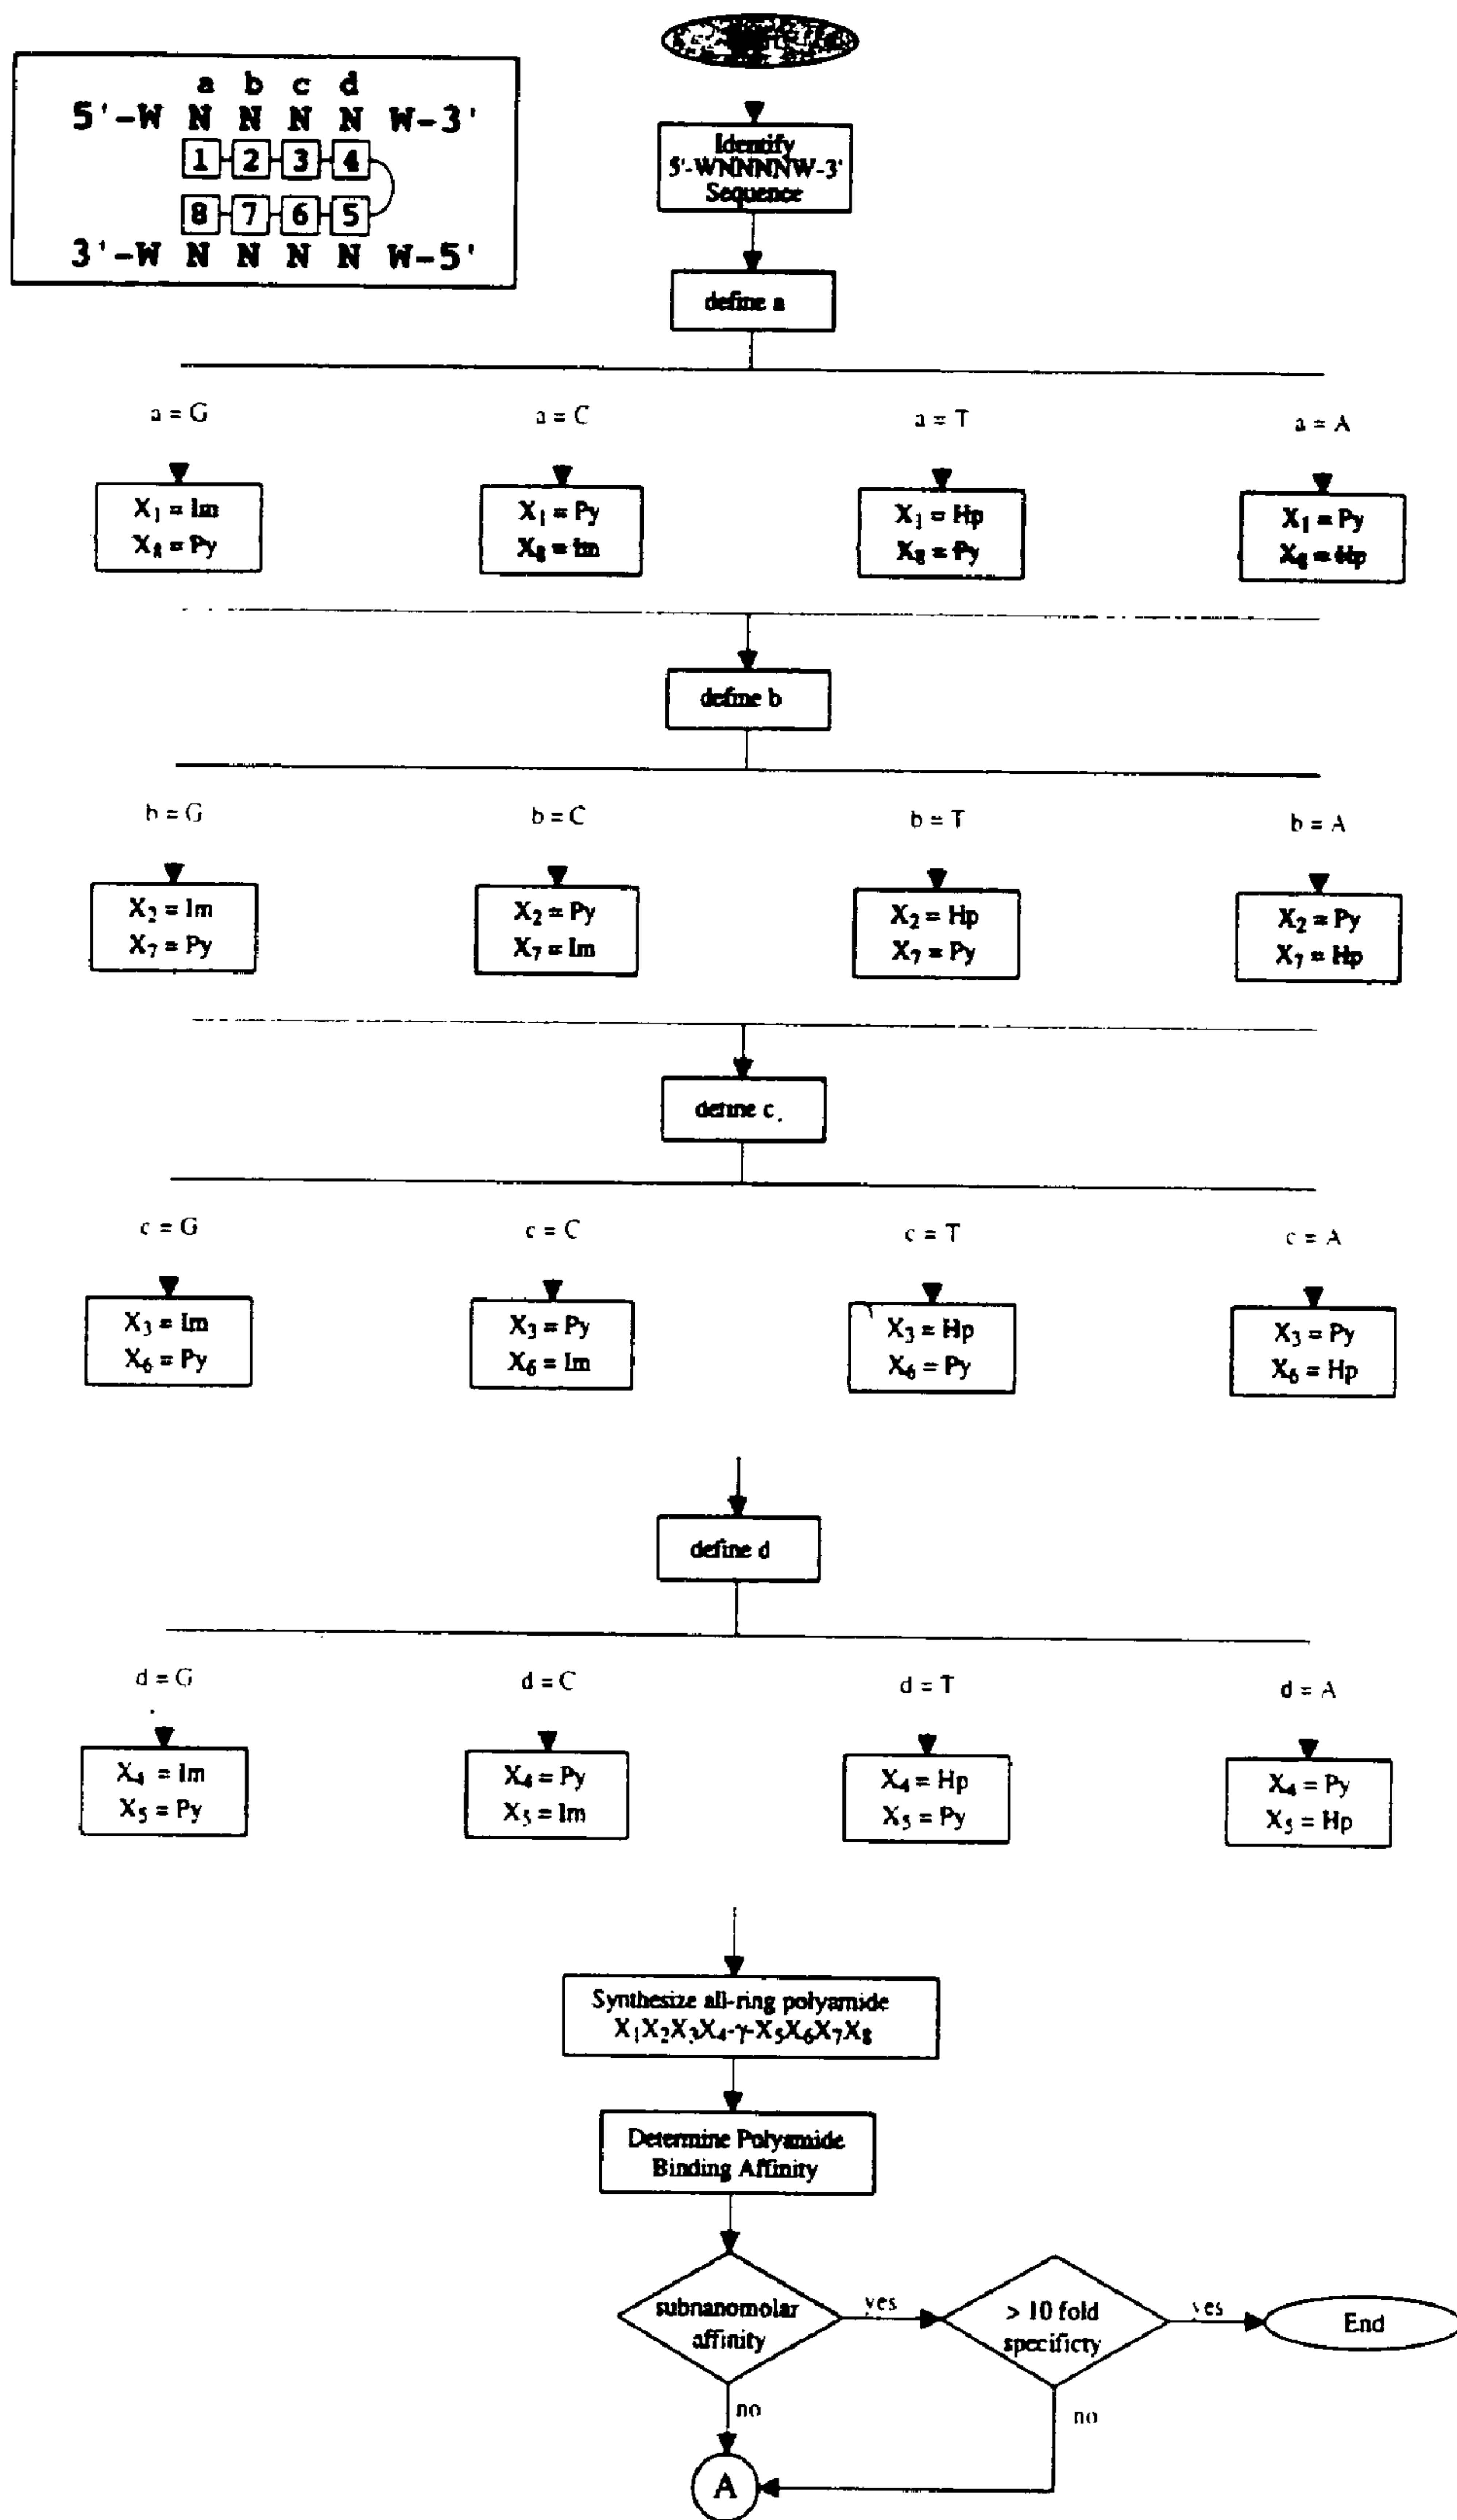 a b c d
5'-W N N N N W-3'
1 2 3 4
8 7 6 5
3'-W N N N N W-5'
Identify
5'-WNNNNW-3'
Sequence
define a
a = G
a = C
a = T
a = A
X1 = Im
X8 = Py
X1 = Py
X8 = Im
X1 = Hp
X8 = Py
X1 = Py
X8 = Hp
define b
b = G
b = C
b = T
b = A
X2 = Im
X7 = Py
X2 = Py
X7 = Im
X2 = Hp
X7 = Py
X2 = Py
X7 = Hp
define c
c = G
c = C
c = T
c = A
X3 = Im
X6 = Py
X3 = Py
X6 = Im
X3 = Hp
X6 = Py
X3 = Py
X6 = Hp
define d
d = G
d = C
d = T
d = A
X4 = Im
X5 = Py
X4 = Py
X5 = Im
X4 = Hp
X5 = Py
X4 = Py
X5 = Hp
Synthesize all-ring polyamide
X1X2X3X4-γ-X5X6X7X8
Determine Polyamide
Binding Affinity
subnanomolar
affinity
yes
> 10 fold
specificty
yes
End
no
no
A